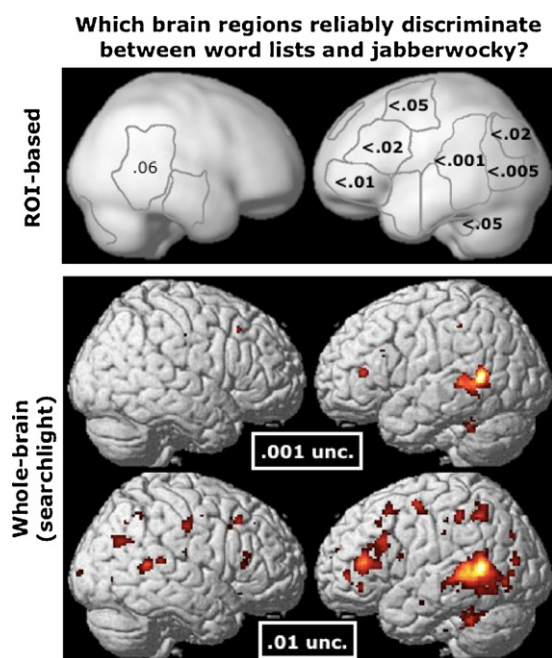 Which brain regions reliably discriminate
between word lists and jabberwocky?
ROI-based
.06
<.05
<.02
<.02
<.001
<.005
<.01
<.05
Whole-brain
(searchlight)
.001 unc.
.01 unc.